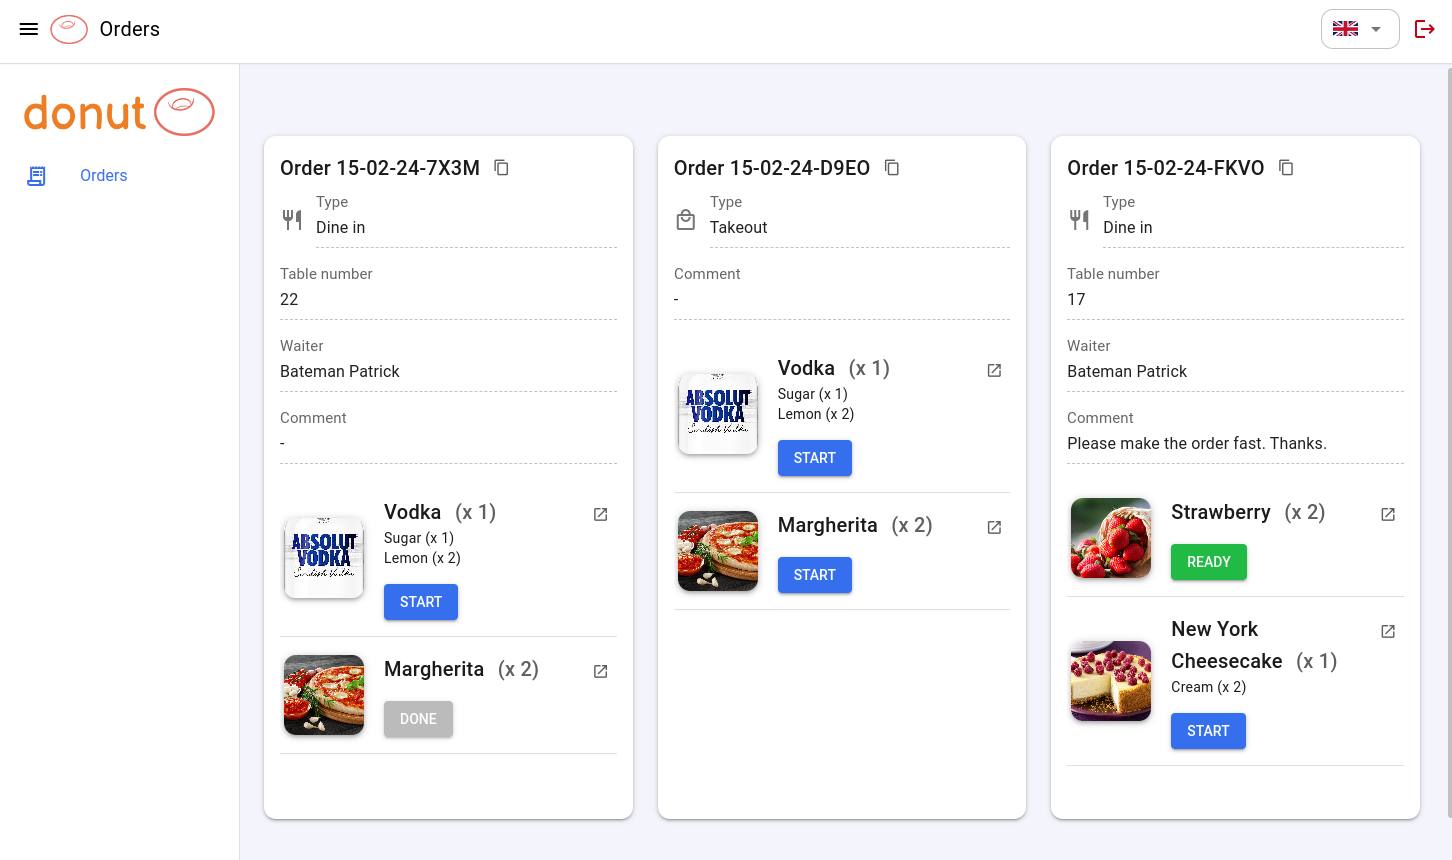 Orders
donut
Orders
Order 15-02-24-7X3M
Type
Dine in
Table number
22
Waiter
Bateman Patrick
Comment
-
ABSOLUT
VODKA
Vodka (x 1)
Sugar (x 1)
Lemon (x 2)
START
Margherita (x 2)
DONE
Order 15-02-24-D9EO
Type
Takeout
Comment
-
ABSOLUT
VODKA
Vodka (x 1)
Sugar (x 1)
Lemon (x 2)
START
Margherita (x 2)
START
Order 15-02-24-FKVO
Type
Dine in
Table number
17
Waiter
Bateman Patrick
Comment
Please make the order fast. Thanks.
Strawberry (x 2)
READY
New York
Cheesecake (x 1)
Cream (x 2)
START